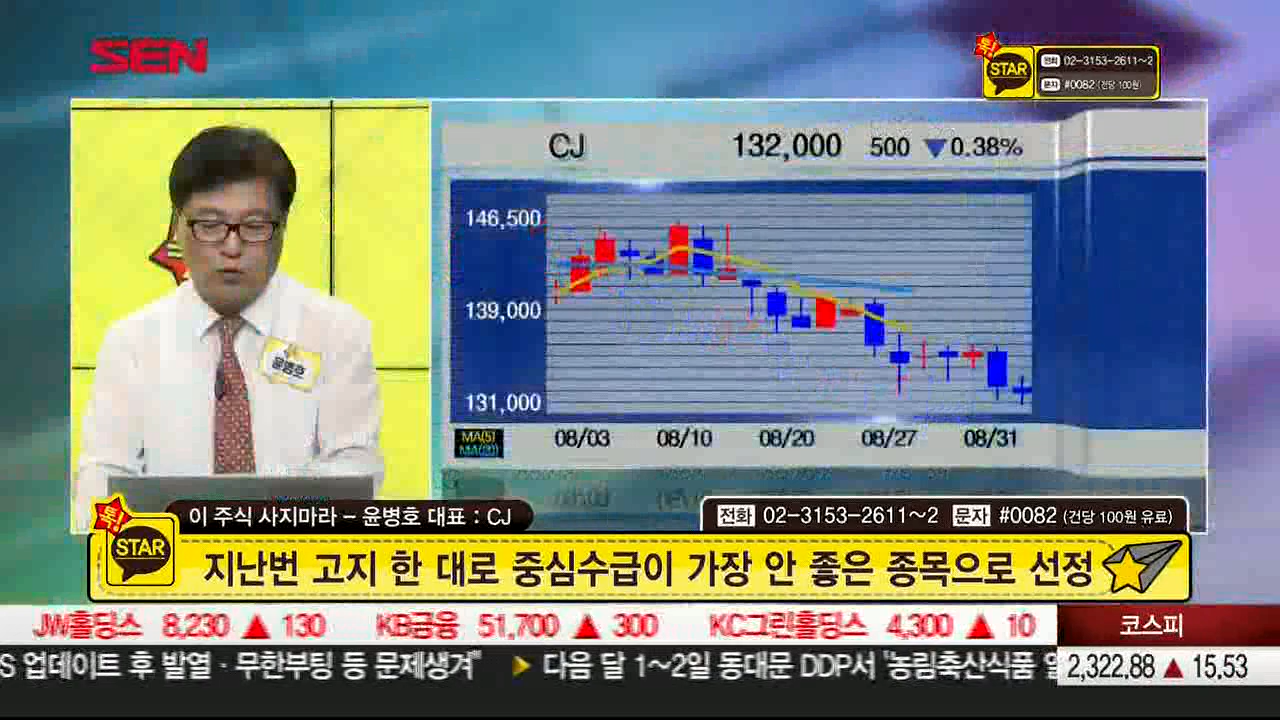 SEN
톡!
STAR
전화 02-3153-2611~2
문자 #0082 (건당 100원)
CJ 132,000 500 ▼0.38%
146,500
139,000
131,000
MA(5)
08/03 08/10 08/20 08/27 08/31
윤병호
톡!
STAR
이 주식 사지마라 - 윤병호 대표 : CJ
전화 02-3153-2611~2 문자 #0082 (건당 100원 유료)
지난번 고지 한 대로 중심수급이 가장 안 좋은 종목으로 선정
JW홀딩스 8,230 ▲ 130 KB금융 51,700 ▲ 300 KC그린홀딩스 4,300 ▲ 10 코스피
S 업데이트 후 발열·무한부팅 등 문제생겨" ▶ 다음 달 1~2일 동대문 DDP서 "농림축산식품 2,322.88 ▲ 15.53